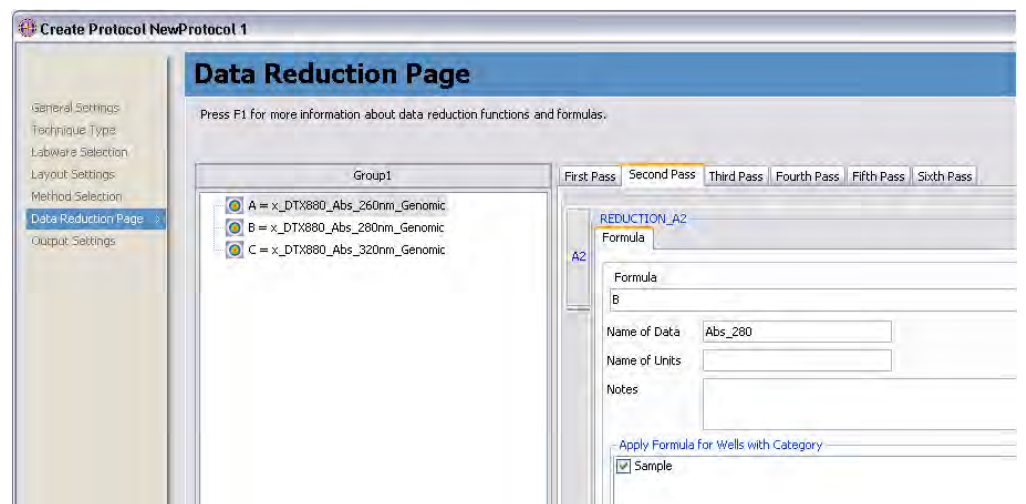 Create Protocol NewProtocol 1
Data Reduction Page
Press F1 for more information about data reduction functions and formulas.
General Settings
Technique Type
Labware Selection
Layout Settings
Method Selection
Data Reduction Page
Output Settings
Group1
A = x_DTX880_Abs_260nm_Genomic
B = x_DTX880_Abs_280nm_Genomic
C = x_DTX880_Abs_320nm_Genomic
First Pass Second Pass Third Pass Fourth Pass Fifth Pass Sixth Pass
A2
REDUCTION_A2
Formula
Formula
B
Name of Data Abs_280
Name of Units
Notes
Apply Formula for Wells with Category
Sample